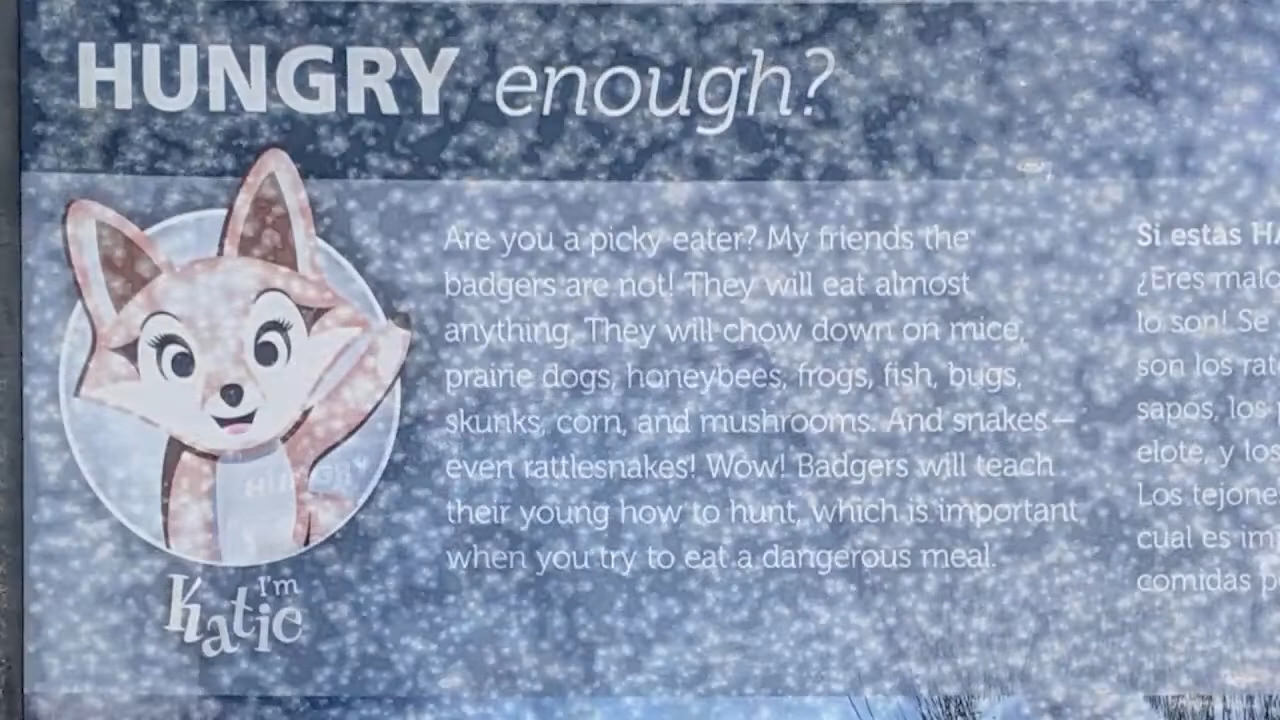 HUNGRY enough?
Are you a picky eater? My friends the
badgers are not! They will eat almost
anything. They will chow down on mice,
prairie dogs, honeybees, frogs, fish, bugs,
skunks, corn, and mushrooms. And snakes—
even rattlesnakes! Wow! Badgers will teach
their young how to hunt, which is important
when you try to eat a dangerous meal.
I'm
Katie
Si estás
¿Eres
lo son! Se
son los
sapos, los
elote, y
Los
cual es
comidas